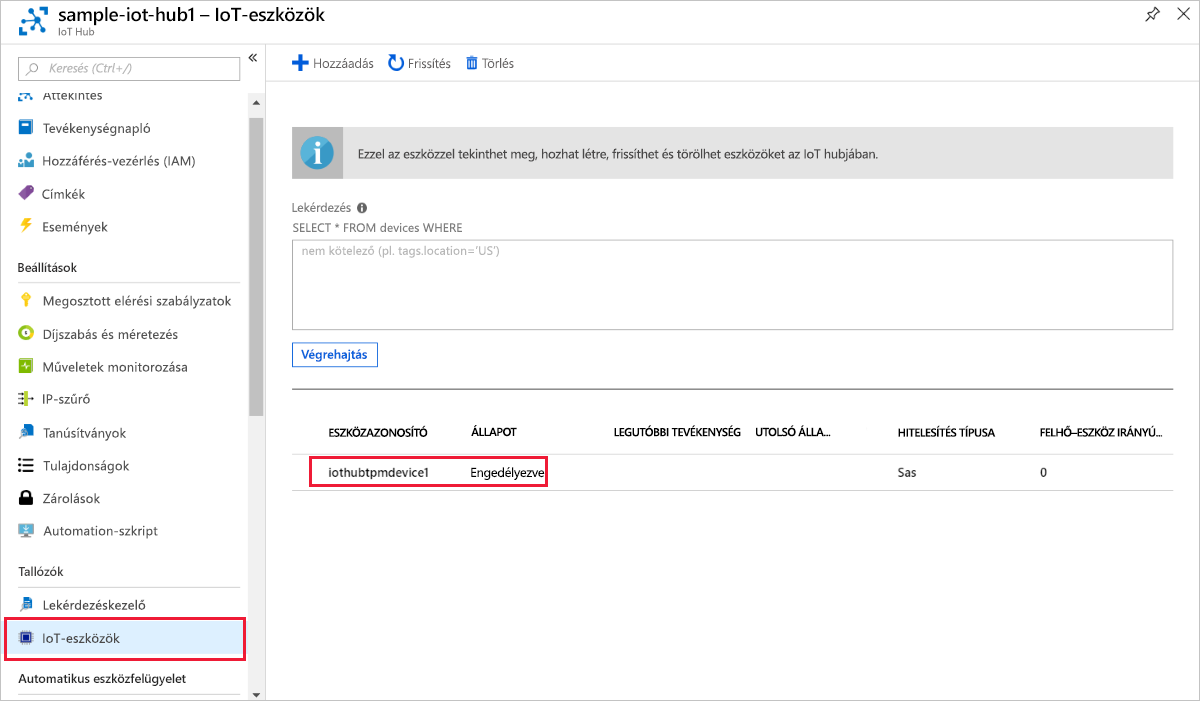 sample-iot-hub1 – IoT-eszközök
IoT Hub
Keresés (Ctrl+/)
Áttekintés
Tevékenységnapló
Hozzáférés-vezérlés (IAM)
Címkék
Események
Beállítások
Megosztott elérési szabályzatok
Díjszabás és méretezés
Műveletek monitorozása
IP-szűrő
Tanúsítványok
Tulajdonságok
Zárolások
Automation-szkript
Tallózók
Lekérdezéskezelő
IoT-eszközök
Automatikus eszközfelügyelet
Hozzáadás Frissítés Törlés
Ezzel az eszközzel tekinthet meg, hozhat létre, frissíthet és törölhet eszközöket az IoT hubjában.
Lekérdezés
SELECT * FROM devices WHERE
nem kötelező (pl. tags.location='US')
Végrehajtás
ESZKÖZAZONOSÍTÓ ÁLLAPOT LEGUTÓBBI TEVÉKENYSÉG UTOLSÓ ÁLLA... HITELESÍTÉS TÍPUSA FELHŐ–ESZKÖZ IRÁNYÚ...
iothubtpmdevice1 Engedélyezve Sas 0